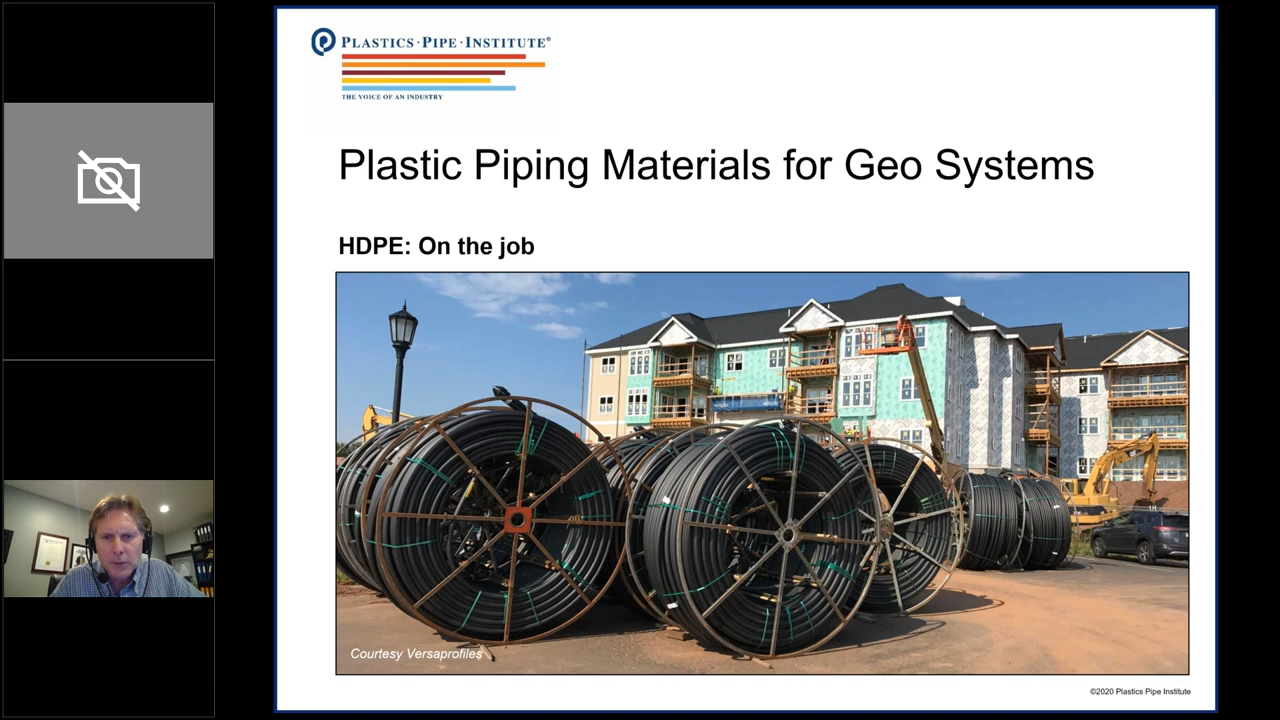 PLASTICS·PIPE·INSTITUTE®
THE VOICE OF AN INDUSTRY
Plastic Piping Materials for Geo Systems
HDPE: On the job
Courtesy Versaprofiles
©2020 Plastics Pipe Institute